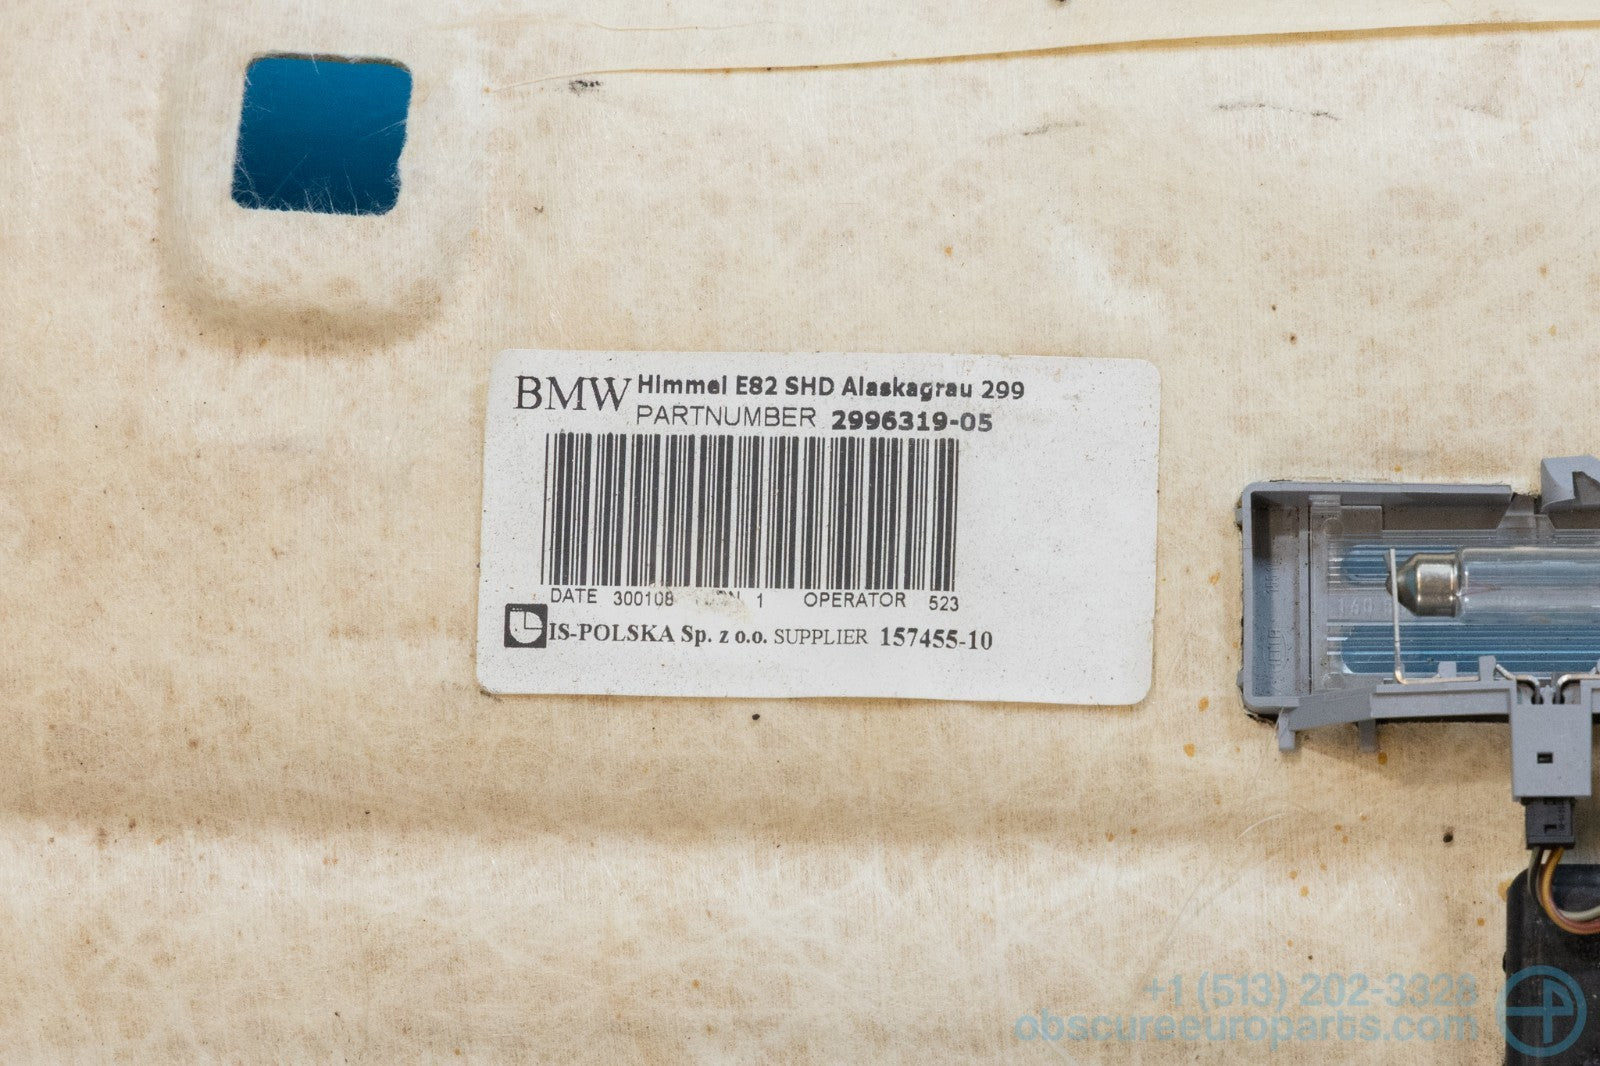 BMW Himmel E82 SHD Alaskagrau 299
PARTNUMBER 2996319-05
DATE 300108 1 OPERATOR 523
IS-POLSKA Sp. z o.o. SUPPLIER 157455-10
+1 (513) 202-3328
obscureeuroparts.com